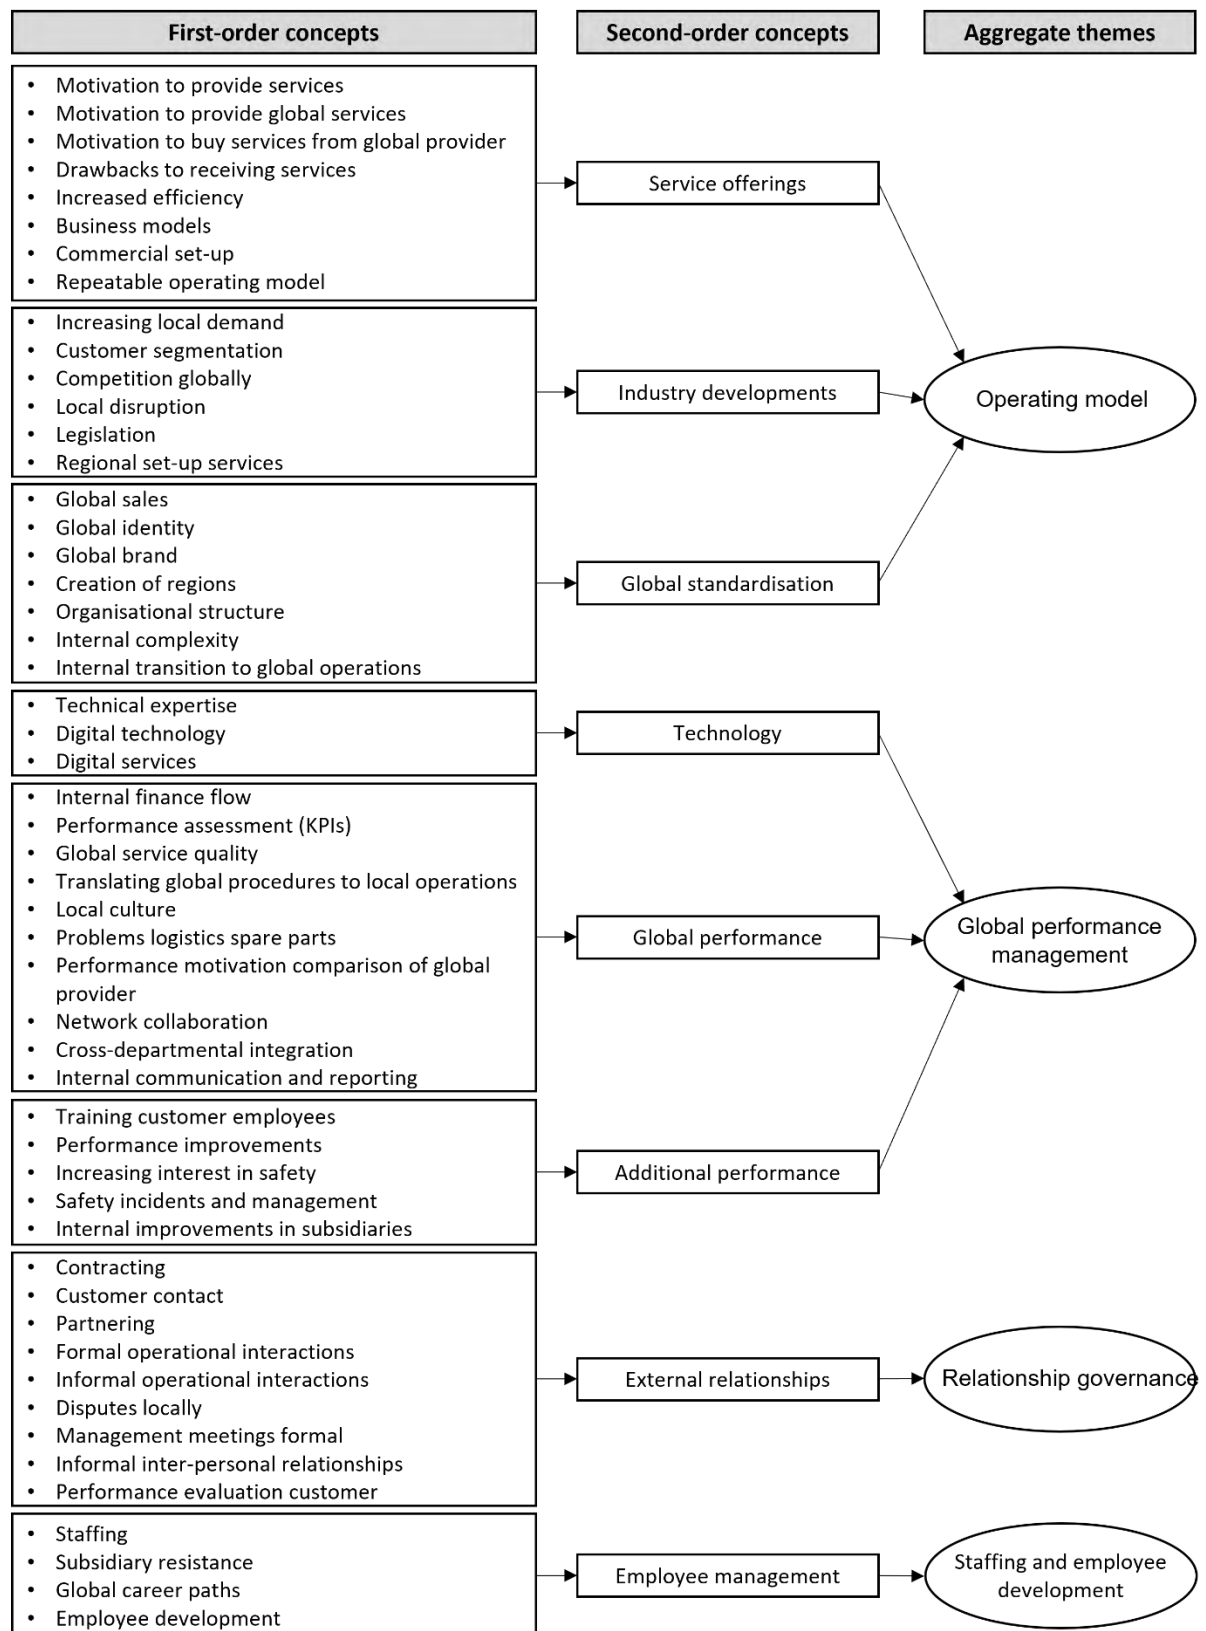 First-order concepts
Second-order concepts
Aggregate themes
• Motivation to provide services
• Motivation to provide global services
• Motivation to buy services from global provider
• Drawbacks to receiving services
• Increased efficiency
• Business models
• Commercial set-up
• Repeatable operating model
Service offerings
• Increasing local demand
• Customer segmentation
• Competition globally
• Local disruption
• Legislation
• Regional set-up services
Industry developments
Operating model
• Global sales
• Global identity
• Global brand
• Creation of regions
• Organisational structure
• Internal complexity
• Internal transition to global operations
Global standardisation
• Technical expertise
• Digital technology
• Digital services
Technology
• Internal finance flow
• Performance assessment (KPIs)
• Global service quality
• Translating global procedures to local operations
• Local culture
• Problems logistics spare parts
• Performance motivation comparison of global
provider
• Network collaboration
• Cross-departmental integration
• Internal communication and reporting
Global performance
Global performance
management
• Training customer employees
• Performance improvements
• Increasing interest in safety
• Safety incidents and management
• Internal improvements in subsidiaries
Additional performance
• Contracting
• Customer contact
• Partnering
• Formal operational interactions
• Informal operational interactions
• Disputes locally
• Management meetings formal
• Informal inter-personal relationships
• Performance evaluation customer
External relationships
Relationship governance
• Staffing
• Subsidiary resistance
• Global career paths
• Employee development
Employee management
Staffing and employee
development